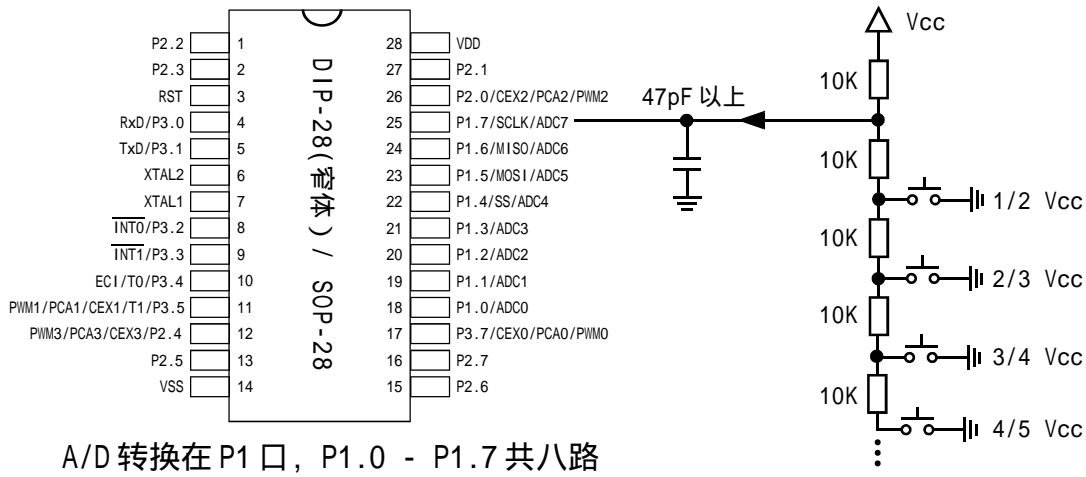 P2.2 1 28 VDD
P2.3 2 27 P2.1
RST 3 26 P2.0/CEX2/PCA2/PWM2
RxD/P3.0 4 25 P1.7/SCLK/ADC7
TxD/P3.1 5 24 P1.6/MISO/ADC6
XTAL2 6 23 P1.5/MOSI/ADC5
XTAL1 7 22 P1.4/SS/ADC4
INT0/P3.2 8 21 P1.3/ADC3
INT1/P3.3 9 20 P1.2/ADC2
ECI/T0/P3.4 10 19 P1.1/ADC1
PWM1/PCA1/CEX1/T1/P3.5 11 18 P1.0/ADC0
PWM3/PCA3/CEX3/P2.4 12 17 P3.7/CEX0/PCA0/PWM0
P2.5 13 16 P2.7
VSS 14 15 P2.6
DIP-28(窄体) / SOP-28
47pF 以上
Vcc
10K
10K
1/2 Vcc
10K
2/3 Vcc
10K
3/4 Vcc
10K
4/5 Vcc
A/D 转换在 P1 口, P1.0 - P1.7 共八路